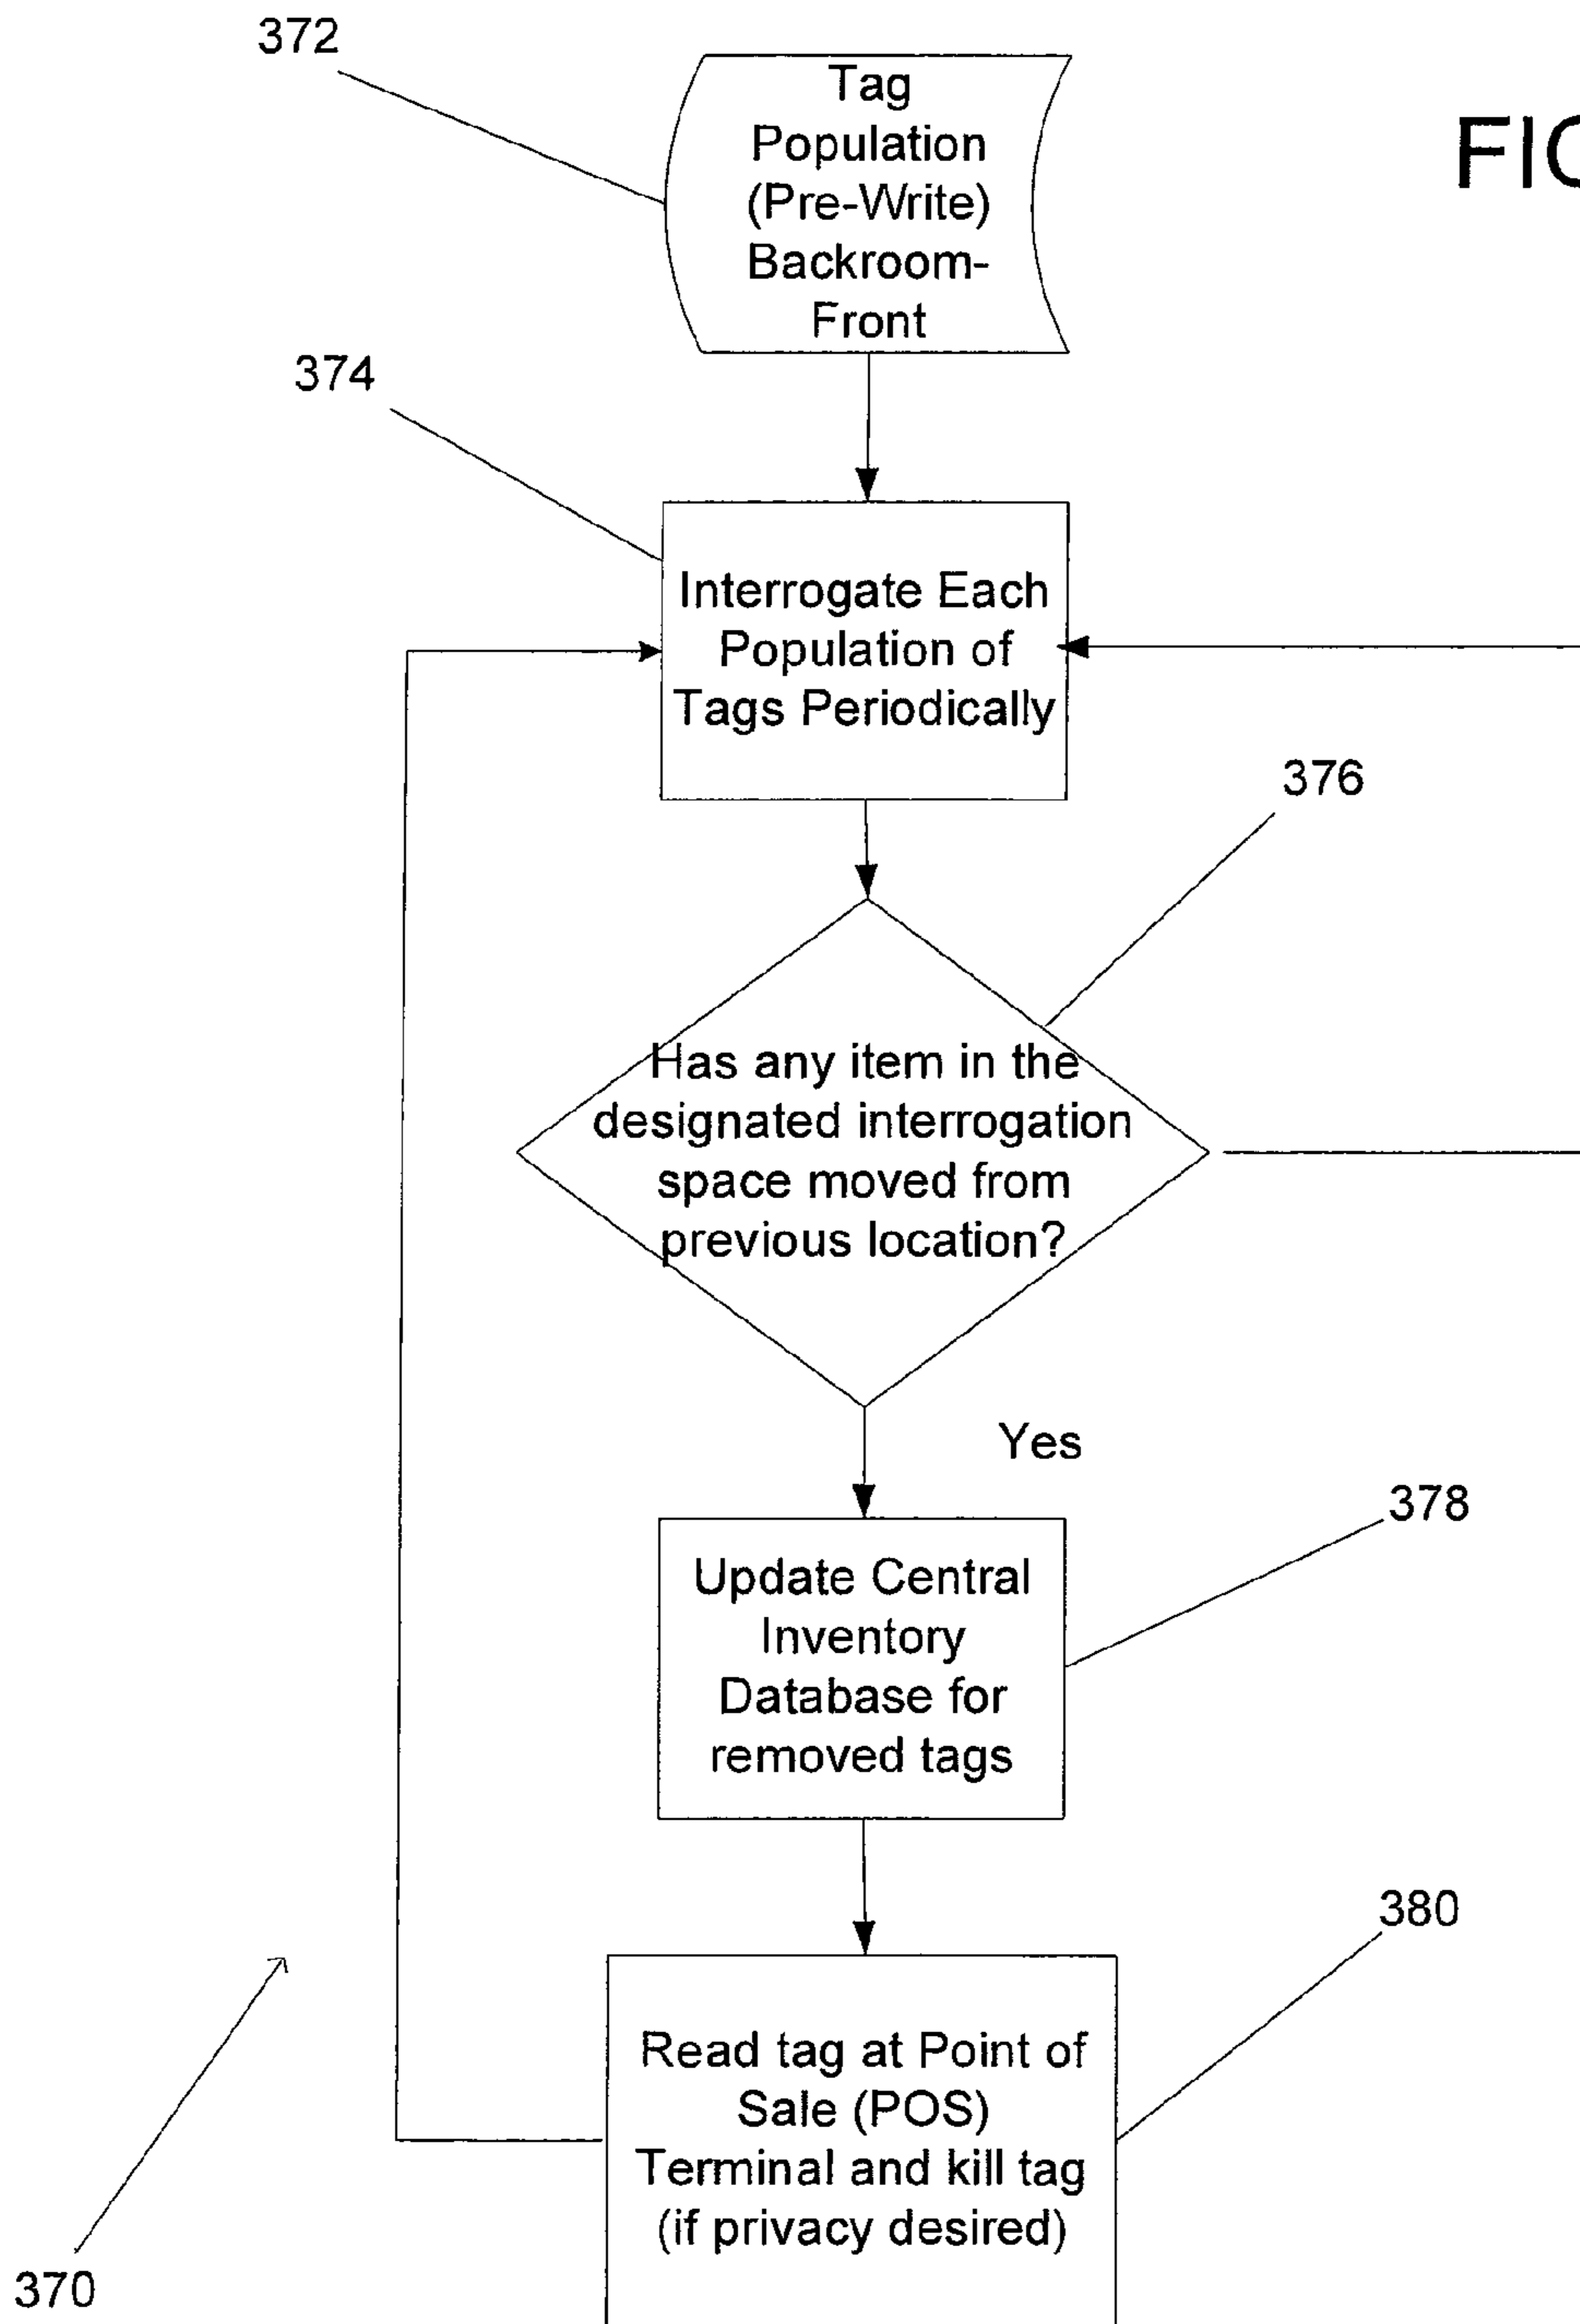 372
Tag
Population
(Pre-Write)
Backroom-
Front
374
Interrogate Each
Population of
Tags Periodically
376
Has any item in the
designated interrogation
space moved from
previous location?
Yes
378
Update Central
Inventory
Database for
removed tags
380
Read tag at Point of
Sale (POS)
Terminal and kill tag
(if privacy desired)
370